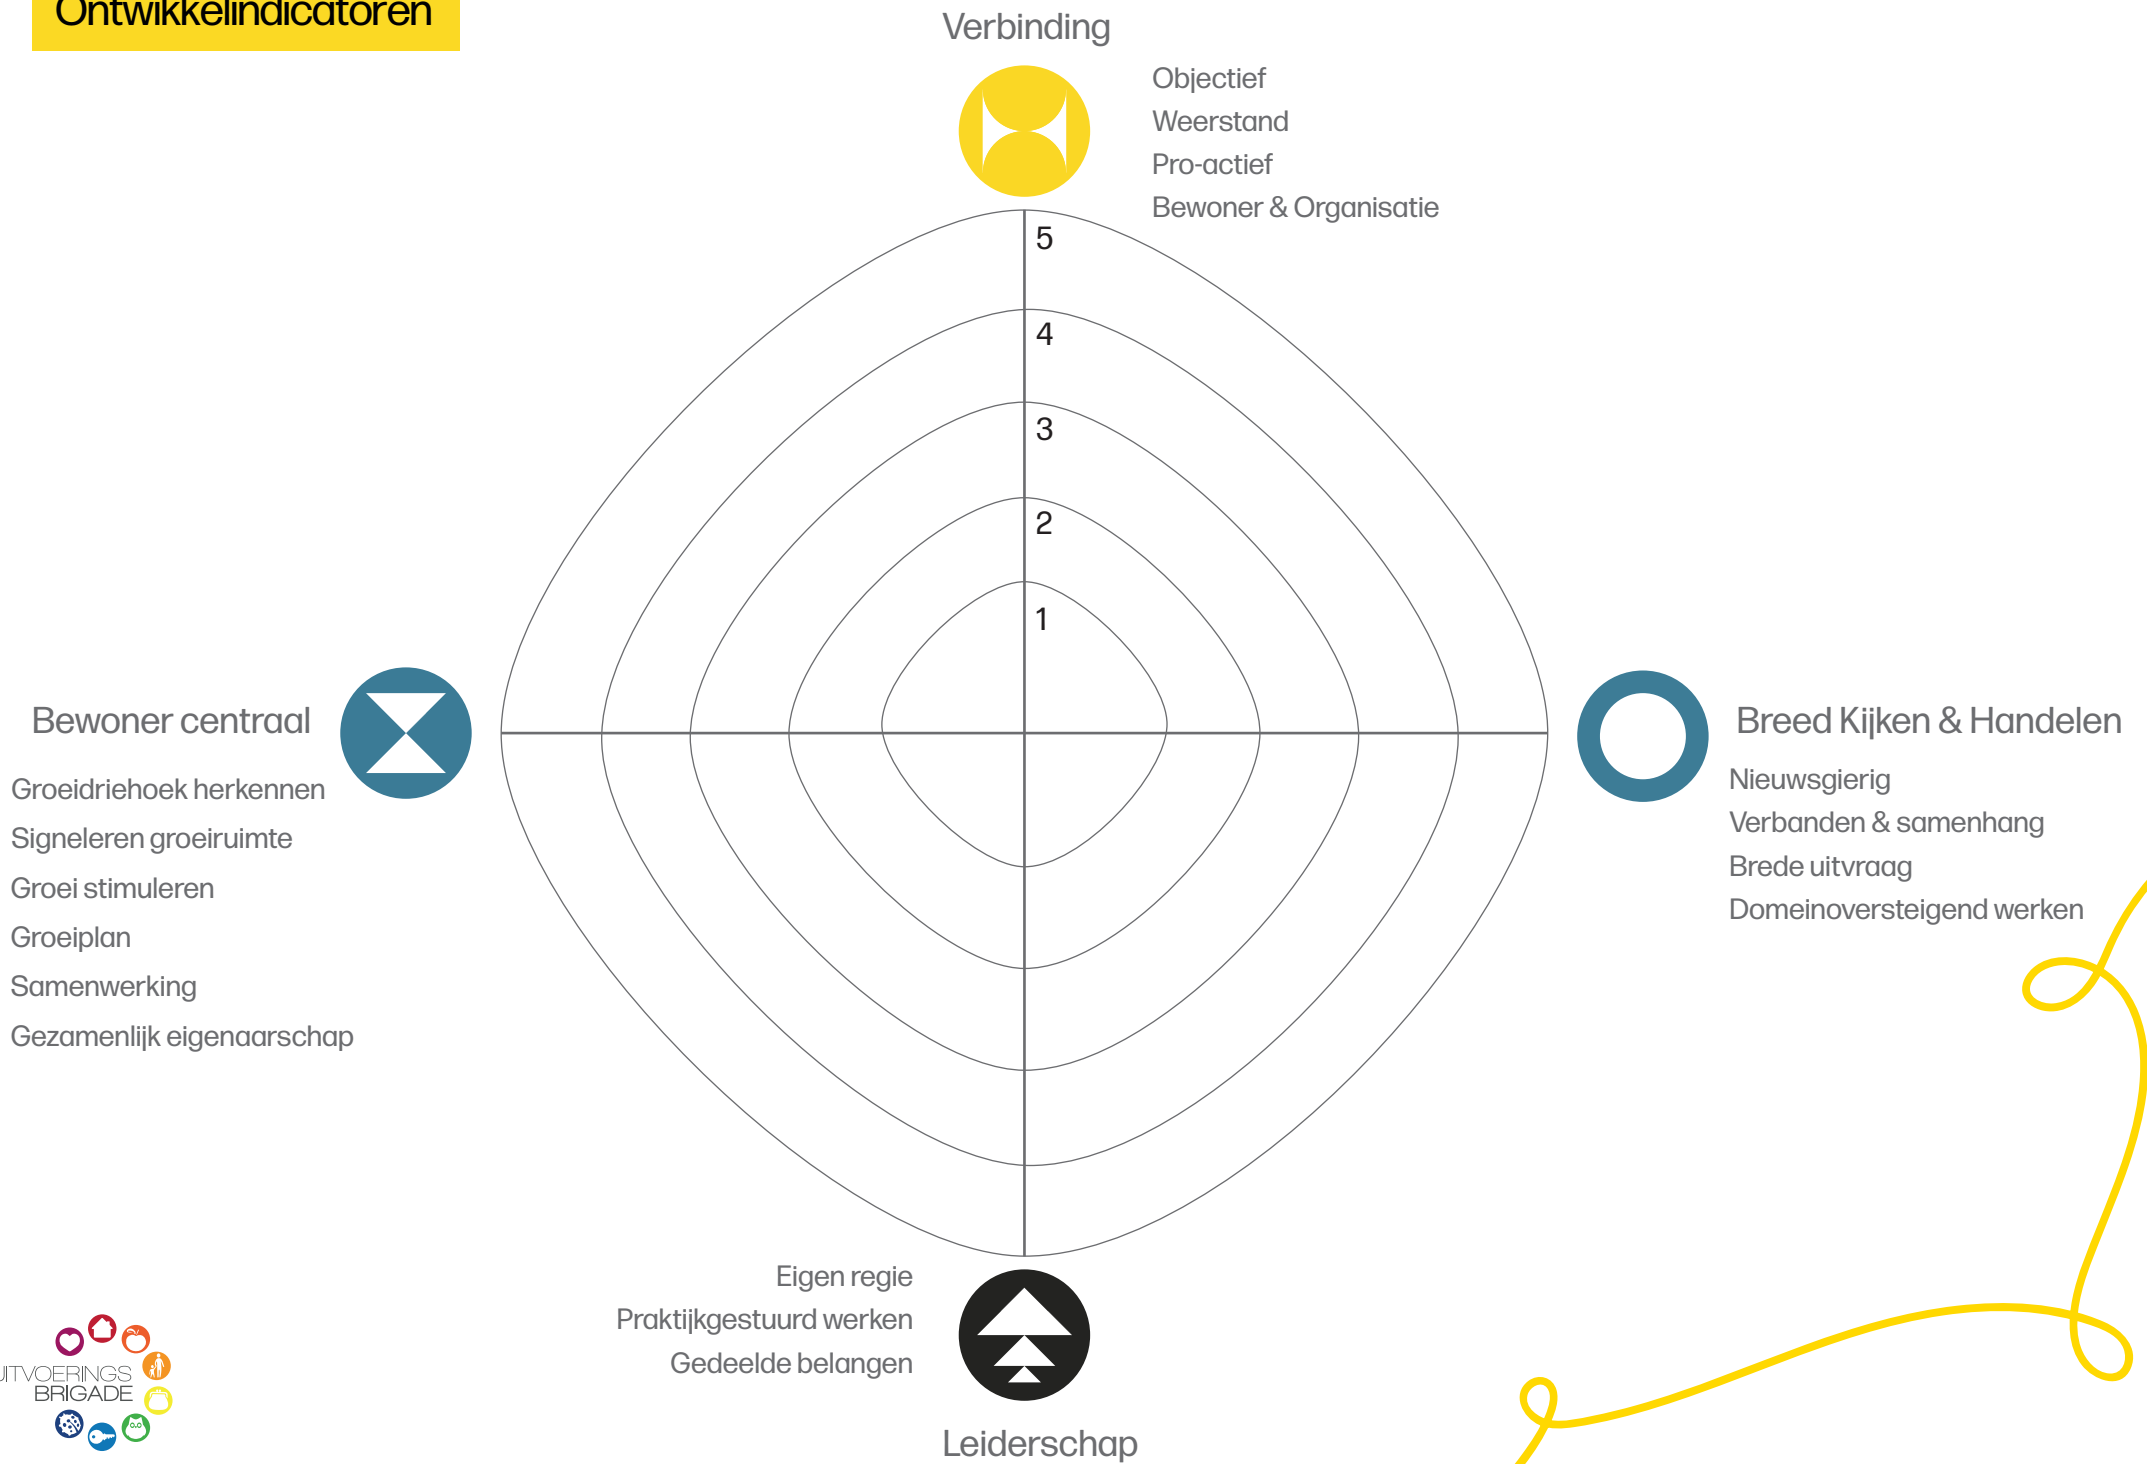 Ontwikkelindicatoren
Verbinding
Objectief
Weerstand
Pro-actief
Bewoner & Organisatie
5
4
3
2
1
Bewoner centraal
Groeidriehoek herkennen
Signeleren groeiruimte
Groei stimuleren
Groeiplan
Samenwerking
Gezamenlijk eigenaarschap
Breed Kijken & Handelen
Nieuwsgierig
Verbanden & samenhang
Brede uitvraag
Domeinoversteigend werken
Eigen regie
Praktijkgestuurd werken
Gedeelde belangen
Leiderschap
UITVOERINGS
BRIGADE